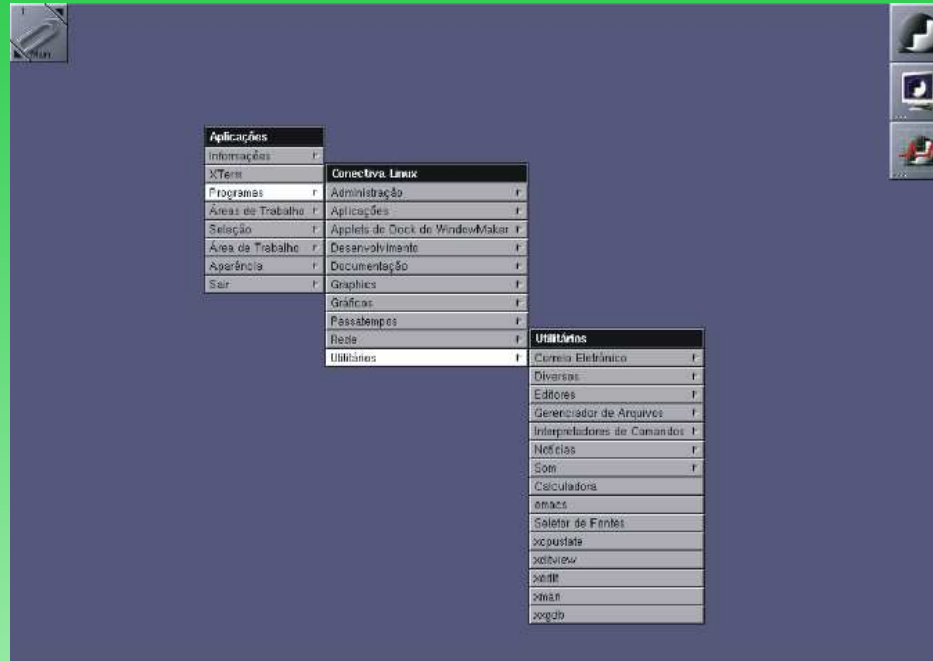 1
Main
Aplicações
Informações
XTerm
Programas
Áreas de Trabalho
Seleção
Área de Trabalho
Aparência
Sair
Conectiva Linux
Administração
Aplicações
Applets de Dock do WindowMaker
Desenvolvimento
Documentação
Graphics
Gráficos
Passatempos
Rede
Utilitários
Utilitários
Correio Eletrônico
Diversos
Editores
Gerenciador de Arquivos
Interpretadores de Comandos
Notícias
Som
Calculadora
emacs
Seletor de Fontes
xcpustate
xditview
xedit
xman
xxgdb